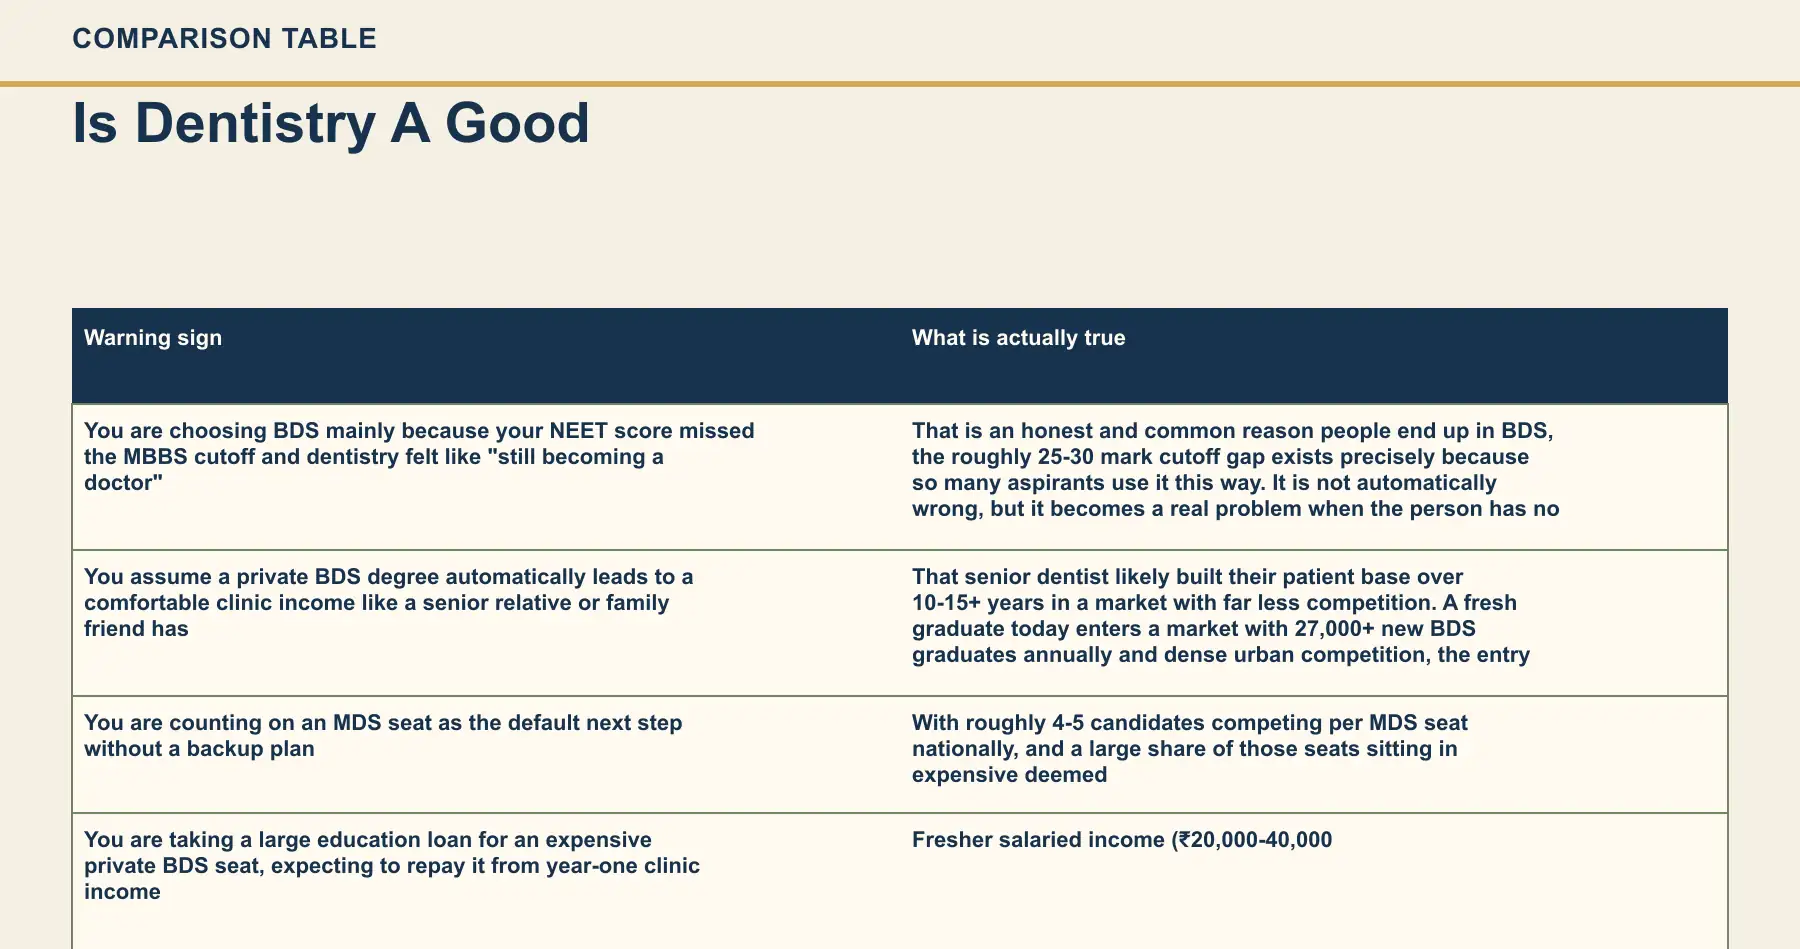 COMPARISON TABLE
Is Dentistry A Good
Warning sign
What is actually true
You are choosing BDS mainly because your NEET score missed
the MBBS cutoff and dentistry felt like "still becoming a
doctor"
That is an honest and common reason people end up in BDS,
the roughly 25-30 mark cutoff gap exists precisely because
so many aspirants use it this way. It is not automatically
wrong, but it becomes a real problem when the person has no
You assume a private BDS degree automatically leads to a
comfortable clinic income like a senior relative or family
friend has
That senior dentist likely built their patient base over
10-15+ years in a market with far less competition. A fresh
graduate today enters a market with 27,000+ new BDS
graduates annually and dense urban competition, the entry
You are counting on an MDS seat as the default next step
without a backup plan
With roughly 4-5 candidates competing per MDS seat
nationally, and a large share of those seats sitting in
expensive deemed
You are taking a large education loan for an expensive
private BDS seat, expecting to repay it from year-one clinic
income
Fresher salaried income (₹20,000-40,000